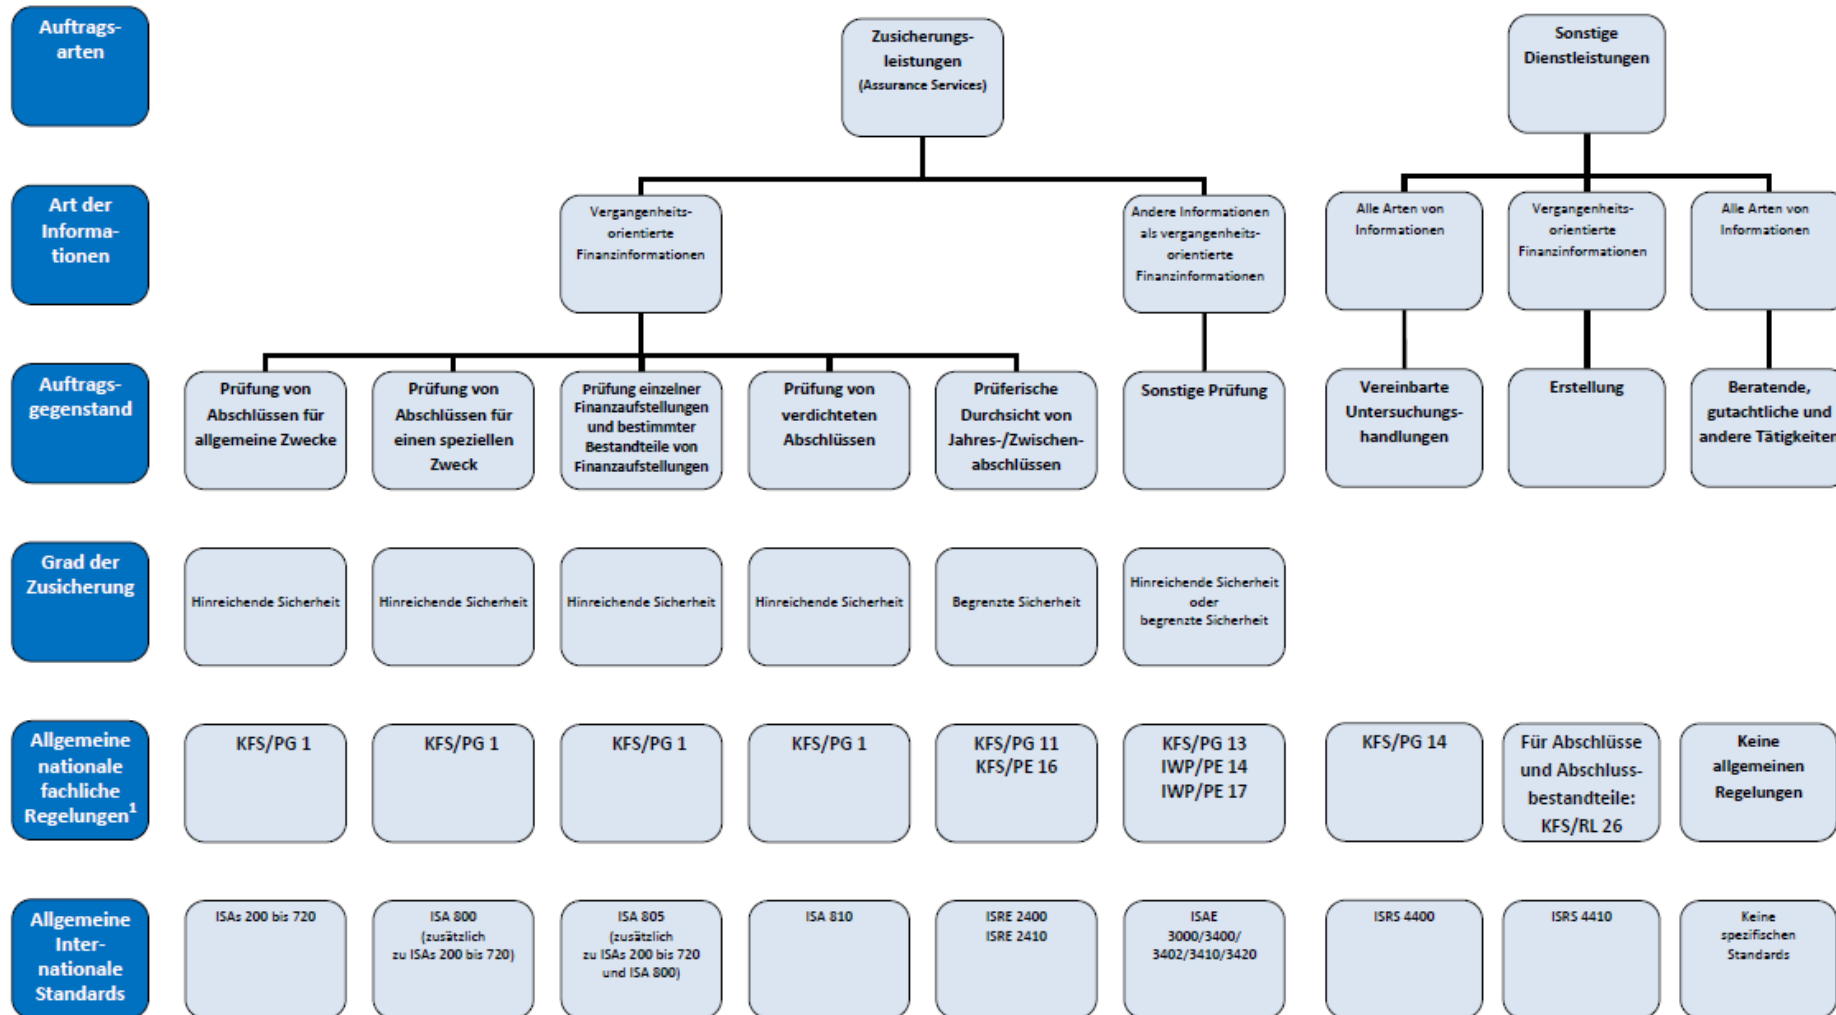 Auftrags-
arten
Zusicherungs-
leistungen
(Assurance Services)
Sonstige
Dienstleistungen
Art der
Informa-
tionen
Vergangenheits-
orientierte
Finanzinformationen
Andere Informationen
als vergangenheits-
orientierte
Finanzinformationen
Alle Arten von
Informationen
Vergangenheits-
orientierte
Finanzinformationen
Alle Arten von
Informationen
Auftrags-
gegenstand
Prüfung von
Abschlüssen für
allgemeine Zwecke
Prüfung von
Abschlüssen für
einen speziellen
Zweck
Prüfung einzelner
Finanzaufstellungen
und bestimmter
Bestandteile von
Finanzaufstellungen
Prüfung von
verdichteten
Abschlüssen
Prüferische
Durchsicht von
Jahres-/Zwischen-
abschlüssen
Sonstige Prüfung
Vereinbarte
Untersuchungs-
handlungen
Erstellung
Beratende,
gutachtliche und
andere Tätigkeiten
Grad der
Zusicherung
Hinreichende Sicherheit
Hinreichende Sicherheit
Hinreichende Sicherheit
Hinreichende Sicherheit
Begrenzte Sicherheit
Hinreichende Sicherheit
oder
begrenzte Sicherheit
Allgemeine
nationale
fachliche
Regelungen¹
KFS/PG 1
KFS/PG 1
KFS/PG 1
KFS/PG 1
KFS/PG 11
KFS/PE 16
KFS/PG 13
IWP/PE 14
IWP/PE 17
KFS/PG 14
Für Abschlüsse
und Abschluss-
bestandteile:
KFS/RL 26
Keine
allgemeinen
Regelungen
Allgemeine
Inter-
nationale
Standards
ISAs 200 bis 720
ISA 800
(zusätzlich
zu ISAs 200 bis 720)
ISA 805
(zusätzlich
zu ISAs 200 bis 720
und ISA 800)
ISA 810
ISRE 2400
ISRE 2410
ISAE
3000/3400/
3402/3410/3420
ISRS 4400
ISRS 4410
Keine
spezifischen
Standards